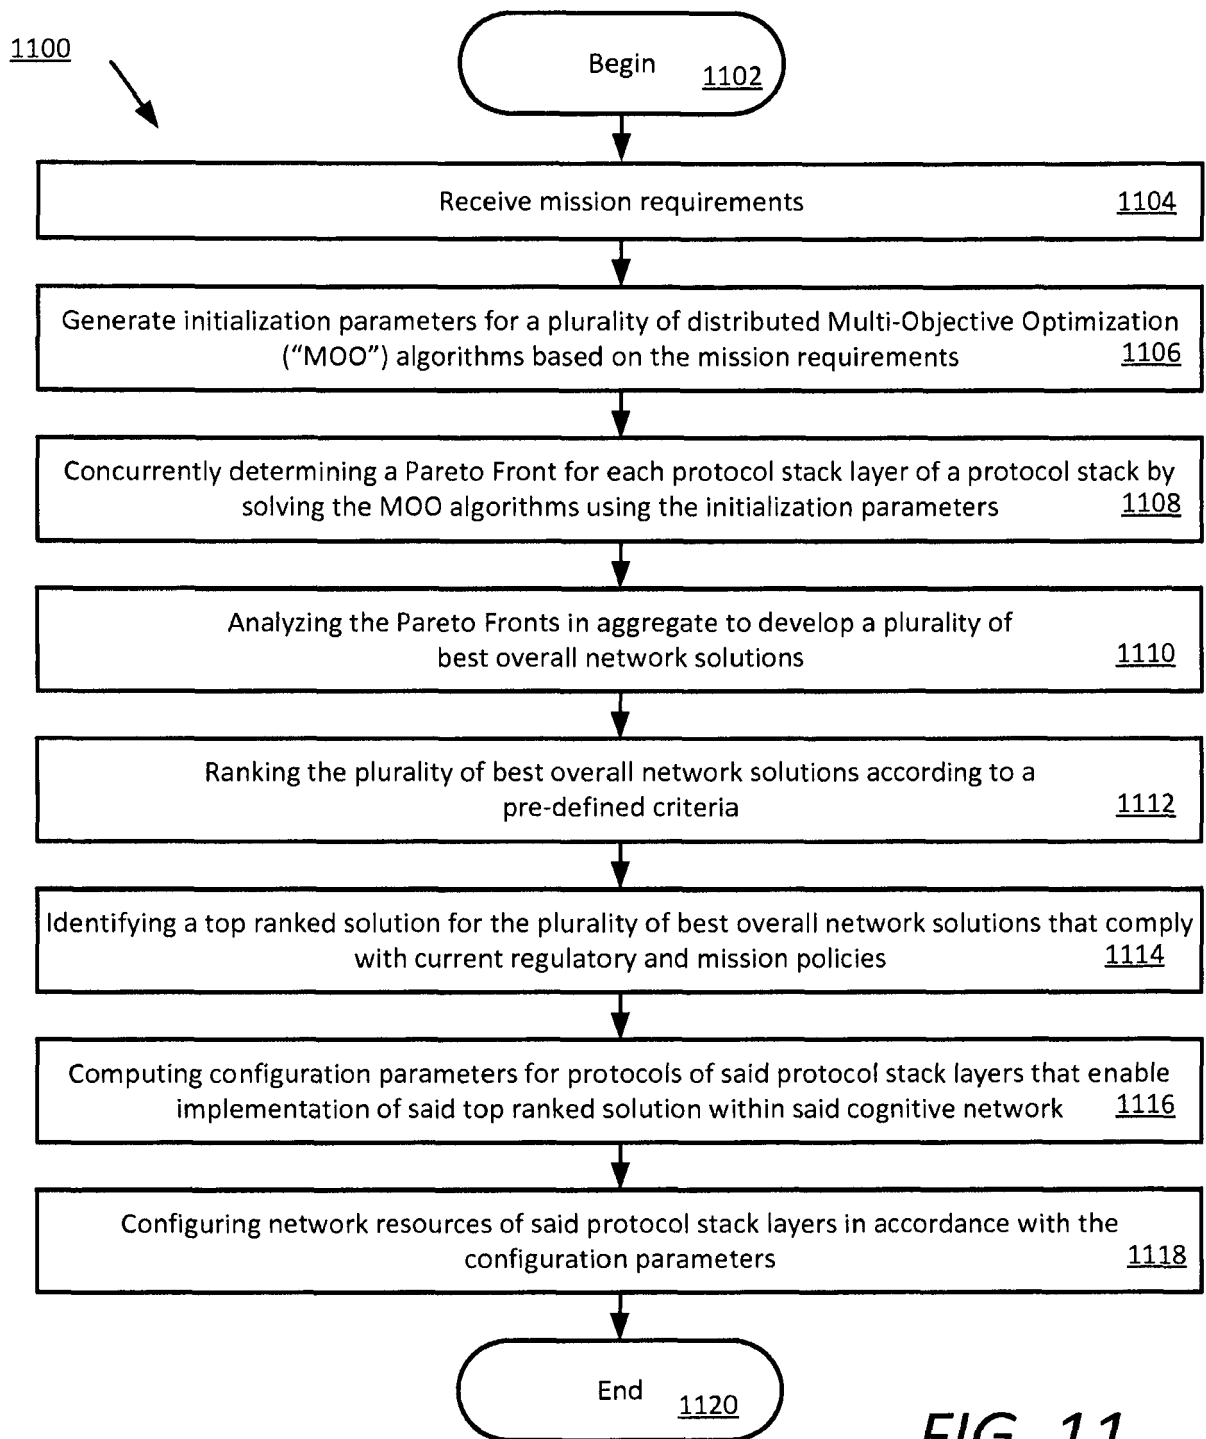 1100
Begin
1102
Receive mission requirements
1104
Generate initialization parameters for a plurality of distributed Multi-Objective Optimization
(“MOO”) algorithms based on the mission requirements
1106
Concurrently determining a Pareto Front for each protocol stack layer of a protocol stack by
solving the MOO algorithms using the initialization parameters
1108
Analyzing the Pareto Fronts in aggregate to develop a plurality of
best overall network solutions
1110
Ranking the plurality of best overall network solutions according to a
pre-defined criteria
1112
Identifying a top ranked solution for the plurality of best overall network solutions that comply
with current regulatory and mission policies
1114
Computing configuration parameters for protocols of said protocol stack layers that enable
implementation of said top ranked solution within said cognitive network
1116
Configuring network resources of said protocol stack layers in accordance with the
configuration parameters
1118
End
1120
FIG. 11